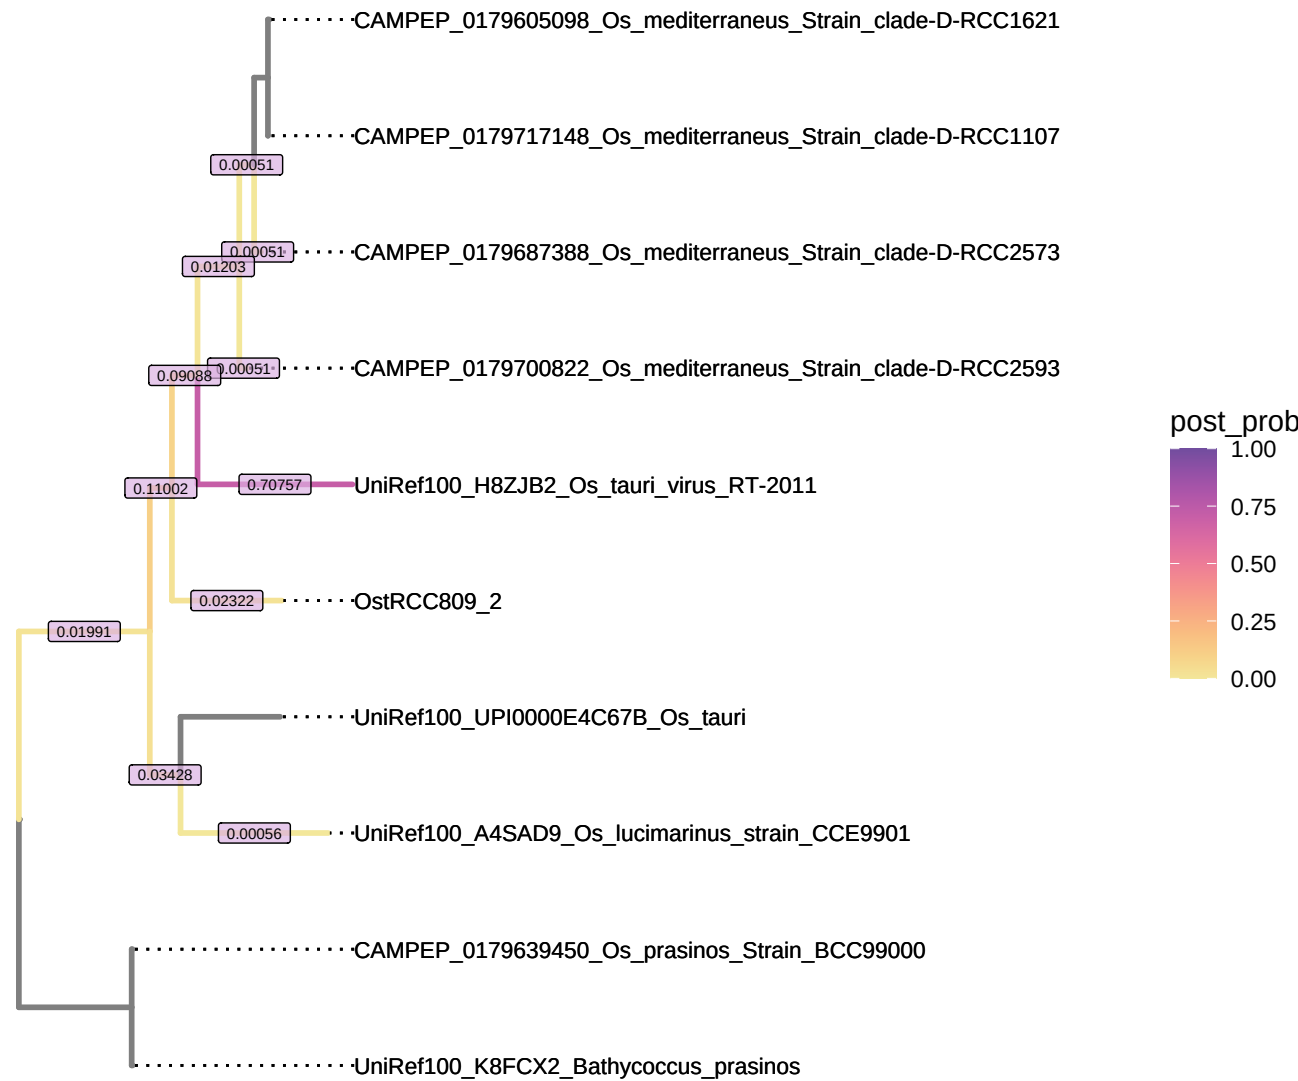 CAMPEP_0179605098_Os_mediterraneus_Strain_clade-D-RCC1621
CAMPEP_0179717148_Os_mediterraneus_Strain_clade-D-RCC1107
0.00051
0.00051
CAMPEP_0179687388_Os_mediterraneus_Strain_clade-D-RCC2573
0.01203
0.00051
CAMPEP_0179700822_Os_mediterraneus_Strain_clade-D-RCC2593
0.09088
post_prob
1.00
0.75
0.50
0.25
0.00
0.11002
0.70757
UniRef100_H8ZJB2_Os_tauri_virus_RT-2011
0.02322
OstRCC809_2
0.01991
UniRef100_UPI0000E4C67B_Os_tauri
0.03428
0.00056
UniRef100_A4SAD9_Os_lucimarinus_strain_CCE9901
CAMPEP_0179639450_Os_prasinos_Strain_BCC99000
UniRef100_K8FCX2_Bathycoccus_prasinos